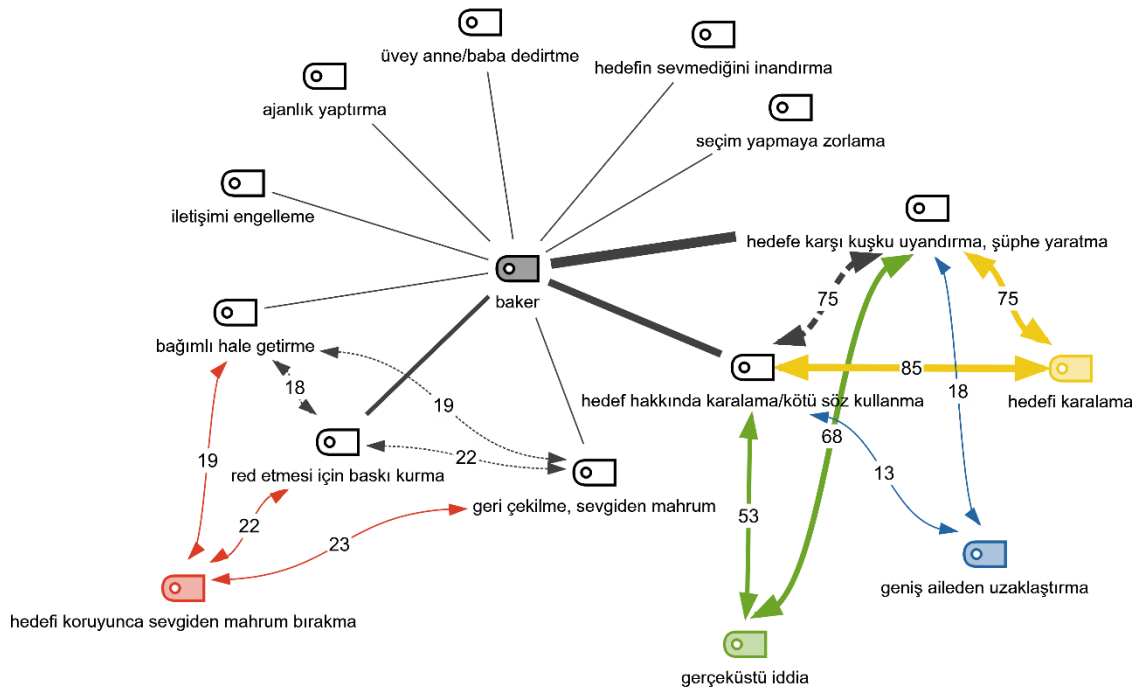 üvey anne/baba dedirtme
hedefin sevmediğini inandırma
ajanlık yaptırma
seçim yapmaya zorlama
iletişimi engelleme
hedefe karşı kuşku uyandırma, şüphe yaratma
baker
75
75
bağımlı hale getirme
85
hedef hakkında karalama/kötü söz kullanma
hedefi karalama
18
18
19
68
19
22
13
red etmesi için baskı kurma
geri çekilme, sevgiden mahrum
22
53
23
geniş aileden uzaklaştırma
hedefi koruyunca sevgiden mahrum bırakma
gerçeküstü iddia